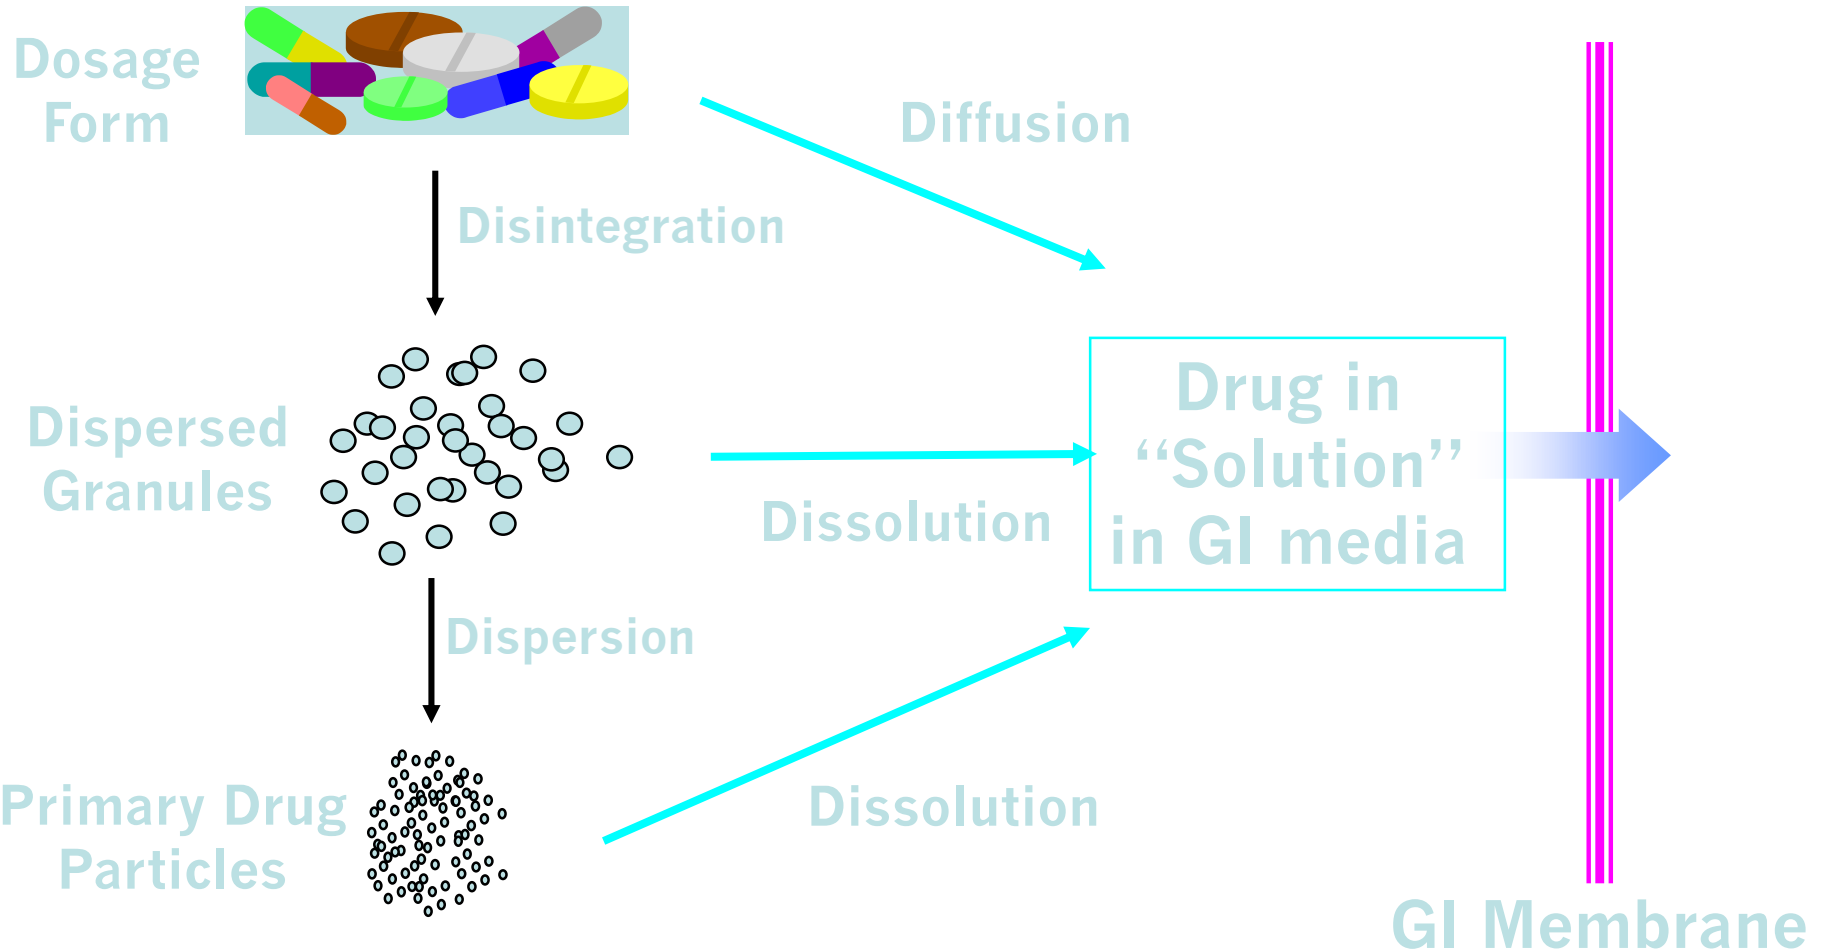 Dosage
Form
Diffusion
Disintegration
Dispersed
Granules
Drug in
“Solution”
in GI media
Dissolution
Dispersion
Primary Drug
Particles
Dissolution
GI Membrane